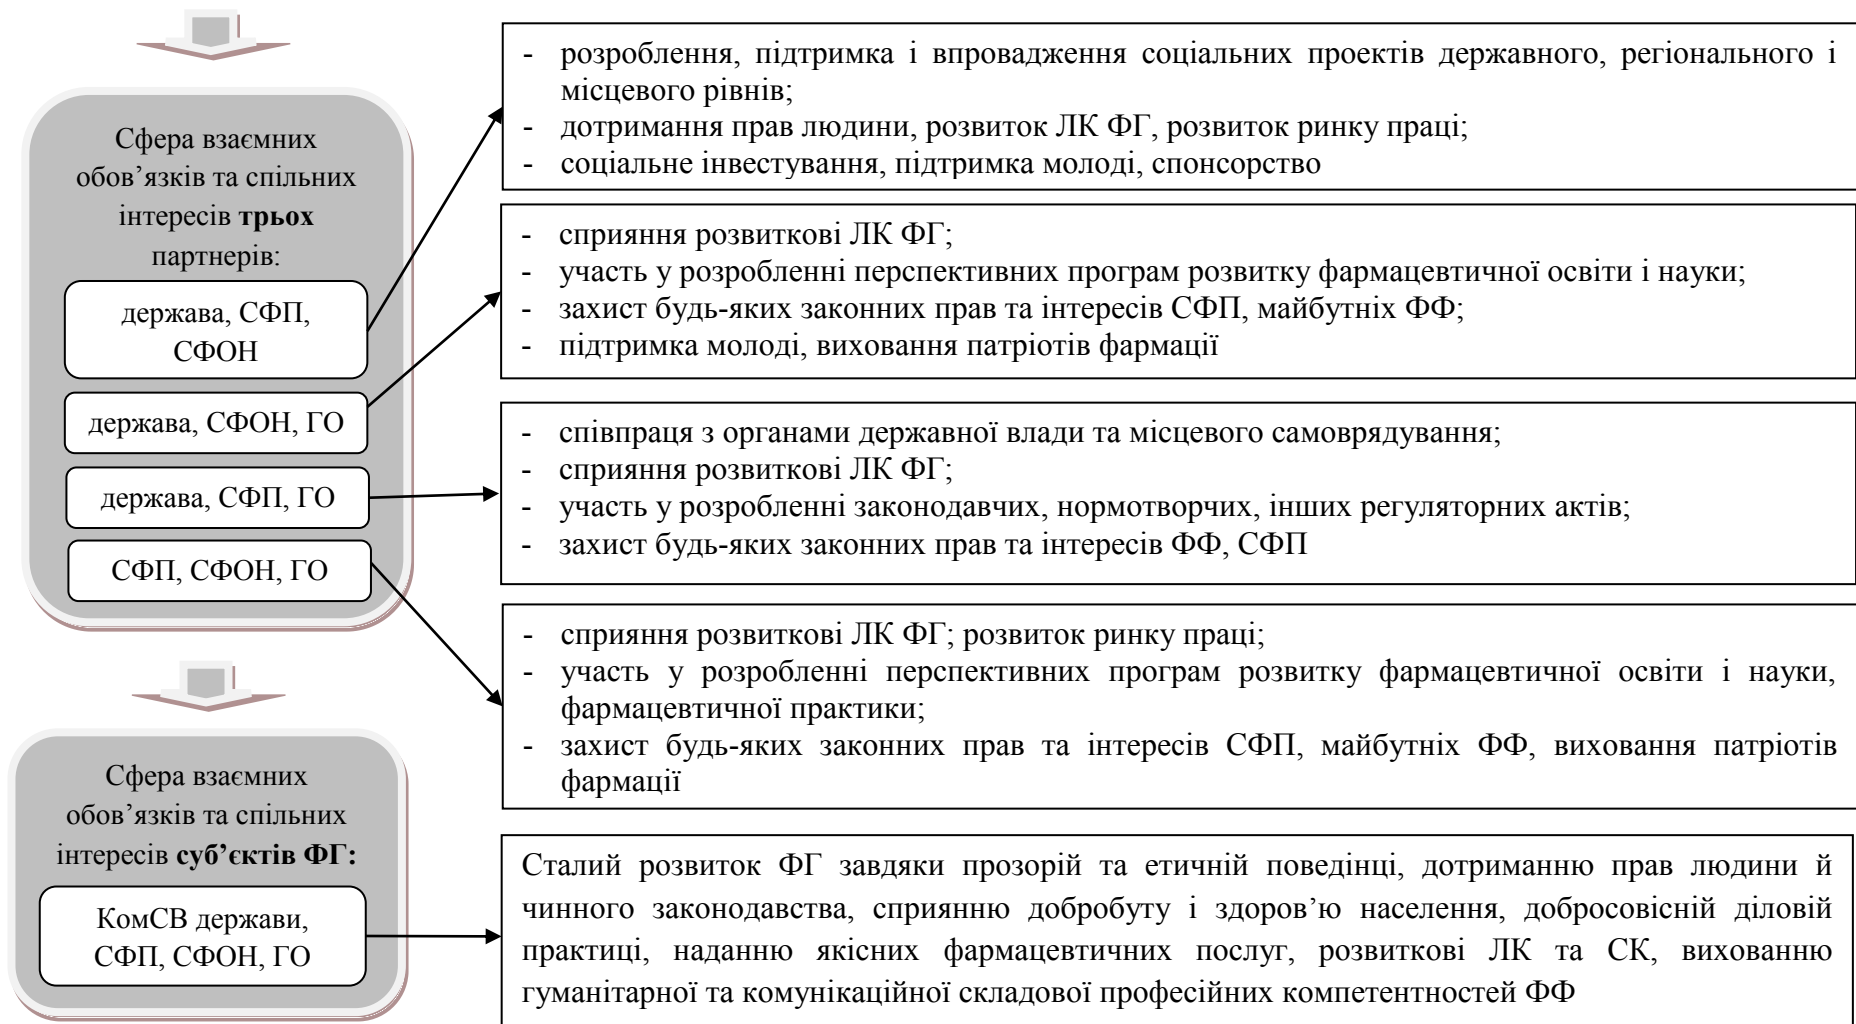 Сфера взаємних
обов’язків та спільних
інтересів трьох
партнерів:
держава, СФП,
СФОН
держава, СФОН, ГО
держава, СФП, ГО
СФП, СФОН, ГО
- розроблення, підтримка і впровадження соціальних проектів державного, регіонального і
місцевого рівнів;
- дотримання прав людини, розвиток ЛК ФГ, розвиток ринку праці;
- соціальне інвестування, підтримка молоді, спонсорство
- сприяння розвиткові ЛК ФГ;
- участь у розробленні перспективних програм розвитку фармацевтичної освіти і науки;
- захист будь-яких законних прав та інтересів СФП, майбутніх ФФ;
- підтримка молоді, виховання патріотів фармації
- співпраця з органами державної влади та місцевого самоврядування;
- сприяння розвиткові ЛК ФГ;
- участь у розробленні законодавчих, нормотворчих, інших регуляторних актів;
- захист будь-яких законних прав та інтересів ФФ, СФП
- сприяння розвиткові ЛК ФГ; розвиток ринку праці;
- участь у розробленні перспективних програм розвитку фармацевтичної освіти і науки,
фармацевтичної практики;
- захист будь-яких законних прав та інтересів СФП, майбутніх ФФ, виховання патріотів
фармації
Сфера взаємних
обов’язків та спільних
інтересів суб’єктів ФГ:
КомСВ держави,
СФП, СФОН, ГО
Сталий розвиток ФГ завдяки прозорій та етичній поведінці, дотриманню прав людини й
чинного законодавства, сприянню добробуту і здоров’ю населення, добросовісній діловій
практиці, наданню якісних фармацевтичних послуг, розвиткові ЛК та СК, вихованню
гуманітарної та комунікаційної складової професійних компетентностей ФФ